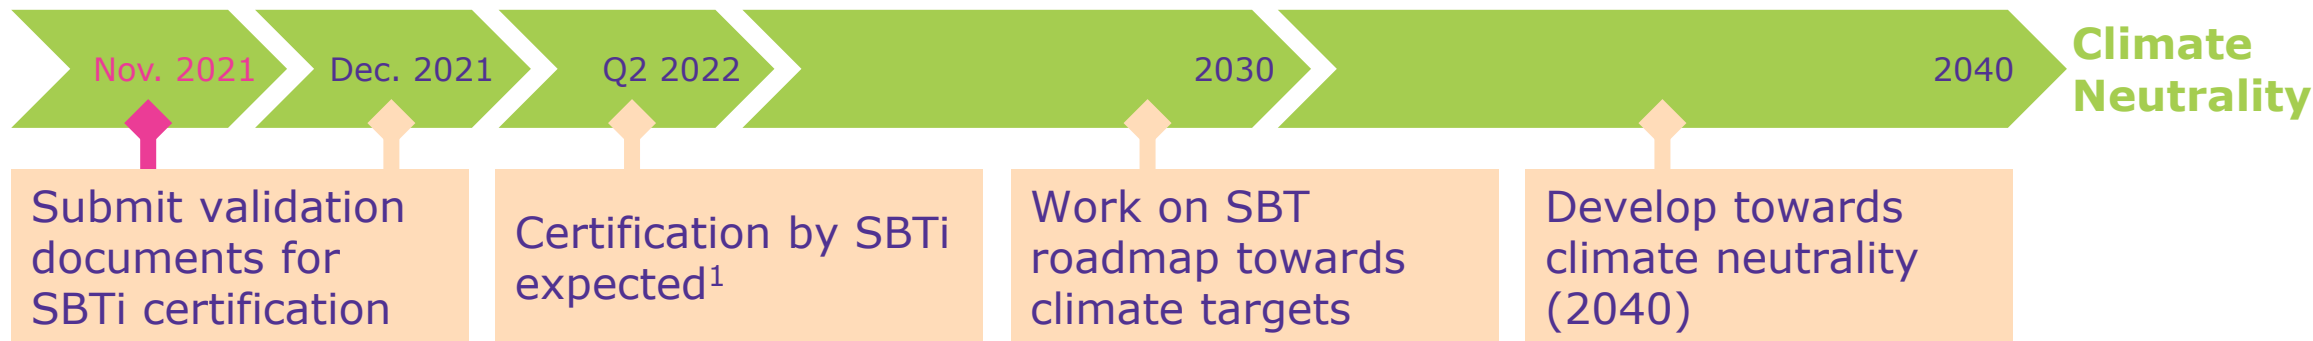 Nov. 2021
Dec. 2021
Q2 2022
2030
2040
Climate
Neutrality
Submit validation
documents for
SBTi certification
Certification by SBTi
expected¹
Work on SBT
roadmap towards
climate targets
Develop towards
climate neutrality
(2040)